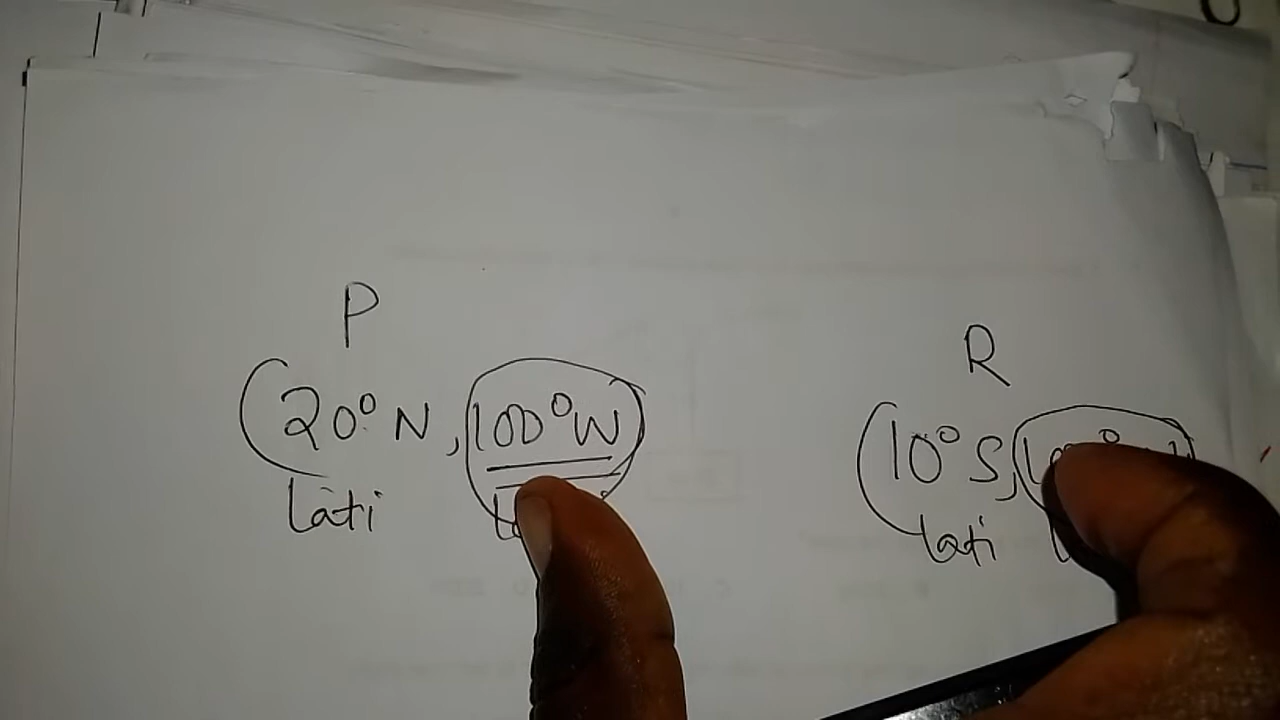 P
(20°N, 100°W)
lati
R
(10°S,
lati